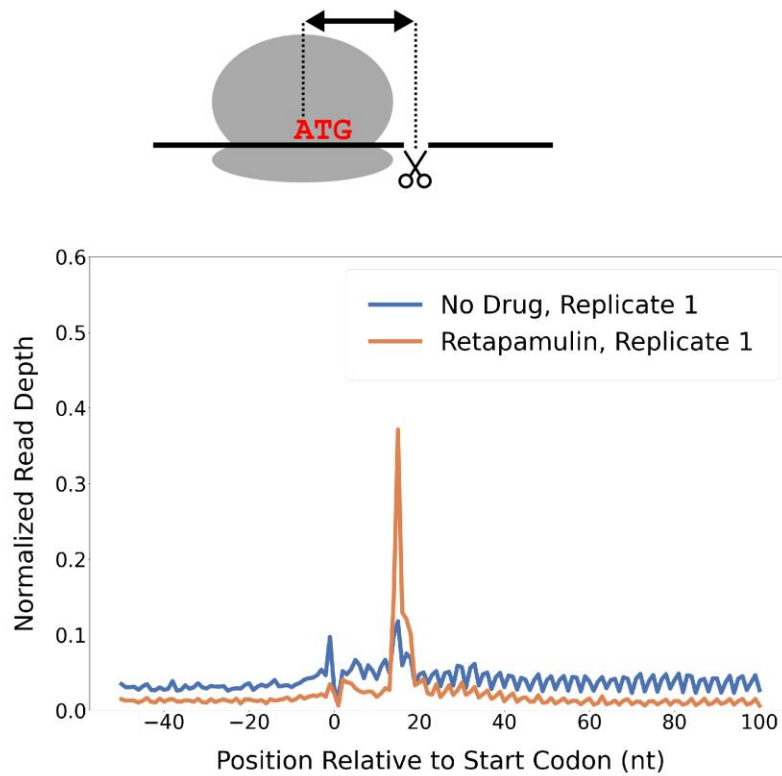 ATG
0.6
0.5
0.4
0.3
0.2
0.1
0.0
Normalized Read Depth
No Drug, Replicate 1
Retapamulin, Replicate 1
−40 −20 0 20 40 60 80 100
Position Relative to Start Codon (nt)